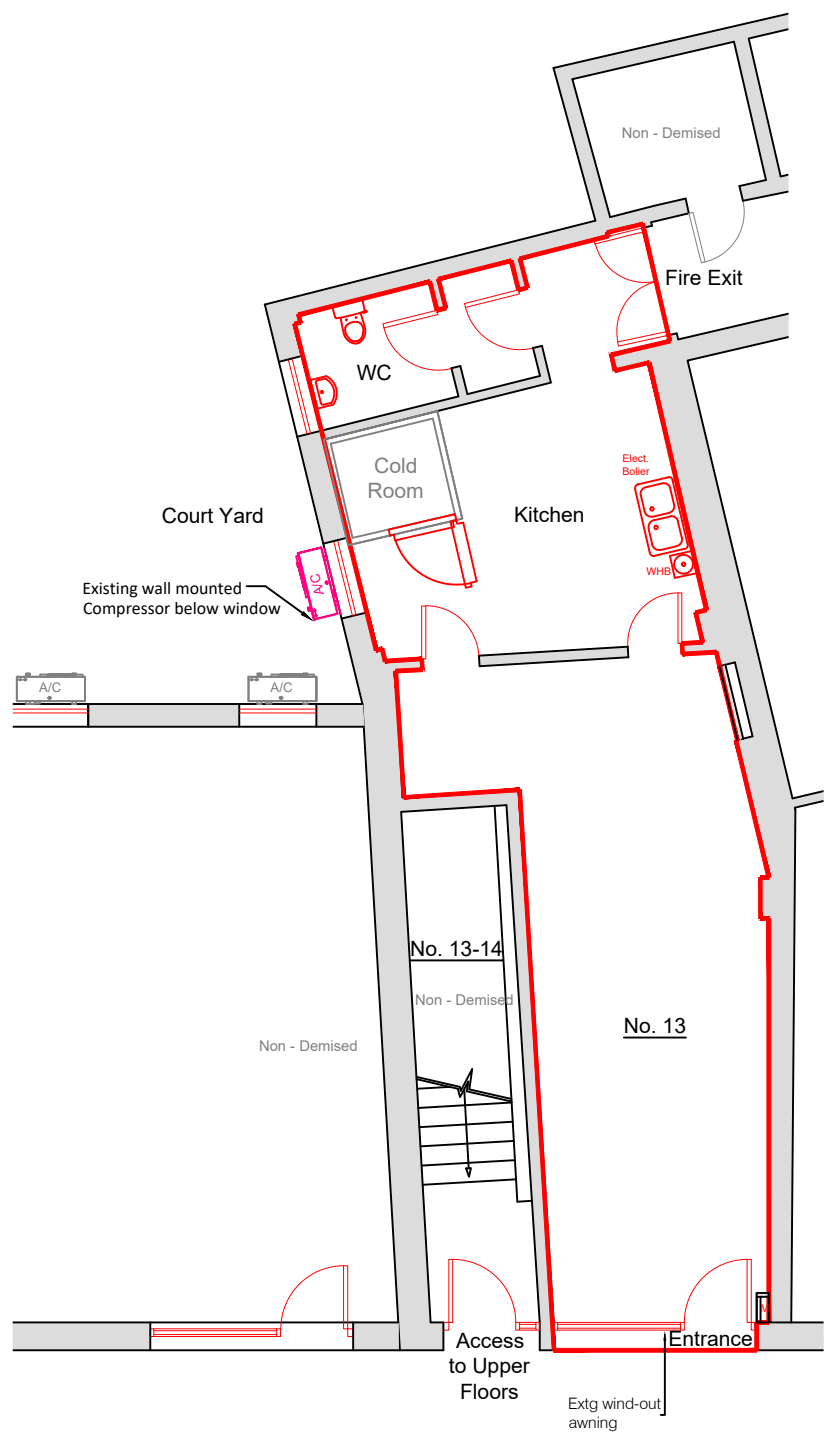 Non - Demised
Fire Exit
WC
Cold
Room
Elect.
Bolier
Kitchen
Court Yard
WHB
A/C
Existing wall mounted
Compressor below window
A/C
A/C
No. 13-14
Non - Demised
No. 13
Non - Demised
M
Access
to Upper
Floors
Entrance
Extg wind-out
awning